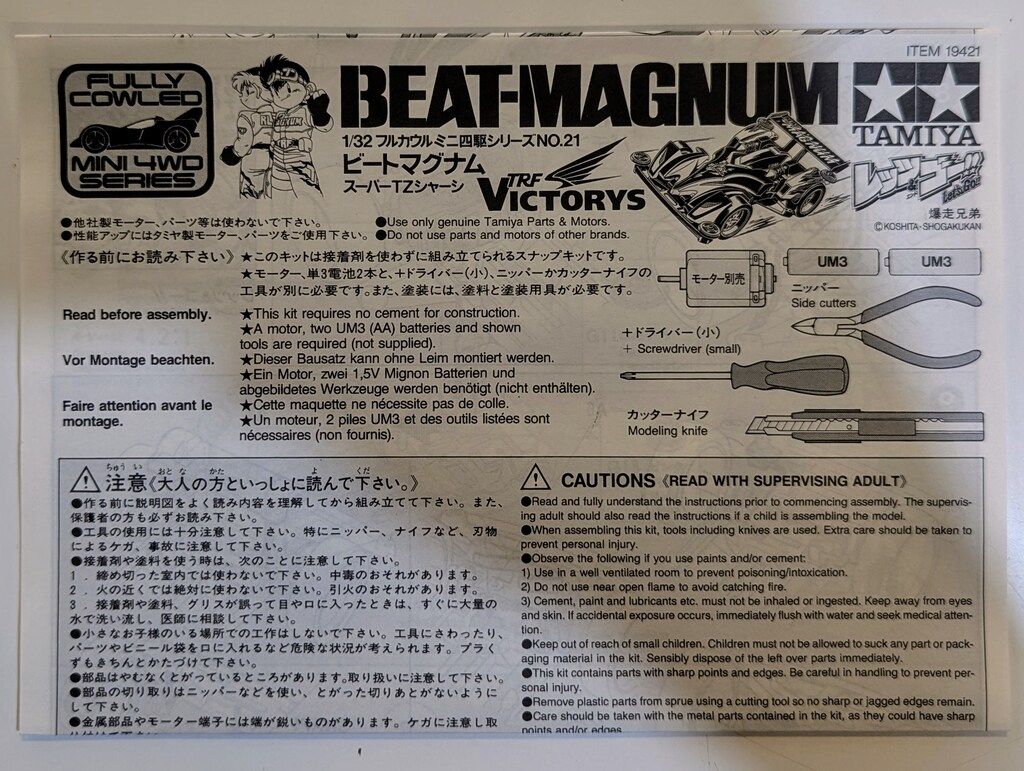 ITEM 19421
FULLY
COWLED
MINI 4WD
SERIES
BEAT-MAGNUM
TAMIYA
1/32 フルカウルミニ四駆シリーズNO.21
ビートマグナム
スーパーTZシャーシ
TRF
VICTORYS
レッツ&ゴー!!
Let's & Go!!
爆走兄弟
©KOSHITA-SHOGAKUKAN
●他社製モーター、パーツ等は使わないで下さい。
●性能アップにはタミヤ製モーター、パーツをご使用下さい。
●Use only genuine Tamiya Parts & Motors.
●Do not use parts and motors of other brands.
《作る前にお読み下さい》
★このキットは接着剤を使わずに組み立てられるスナップキットです。
★モーター、単3電池2本と、+ドライバー(小)、ニッパーかカッターナイフの
工具が別に必要です。また、塗装には、塗料と塗装用具が必要です。
Read before assembly.
★This kit requires no cement for construction.
★A motor, two UM3 (AA) batteries and shown
tools are required (not supplied).
Vor Montage beachten.
★Dieser Bausatz kann ohne Leim montiert werden.
★Ein Motor, zwei 1,5V Mignon Batterien und
abgebildetes Werkzeuge werden benötigt (nicht enthälten).
Faire attention avant le
montage.
★Cette maquette ne nécessite pas de colle.
★Un moteur, 2 piles UM3 et des outils listées sont
nécessaires (non fournis).
モーター別売
UM3
UM3
ニッパー
Side cutters
+ドライバー(小)
+ Screwdriver (small)
カッターナイフ
Modeling knife
ちゅうい おとな かた よ くだ
注意《大人の方といっしょに読んで下さい。》
●作る前に説明図をよく読み内容を理解してから組み立てて下さい。また、
保護者の方も必ずお読み下さい。
●工具の使用には十分注意して下さい。特にニッパー、ナイフなど、刃物
によるケガ、事故に注意して下さい。
●接着剤や塗料を使う時は、次のことに注意して下さい。
1．締め切った室内では使わないで下さい。中毒のおそれがあります。
2．火の近くでは絶対に使わないで下さい。引火のおそれがあります。
3．接着剤や塗料、グリスが誤って目や口に入ったときは、すぐに大量の
水で洗い流し、医師に相談して下さい。
●小さなお子様のいる場所での工作はしないで下さい。工具にさわったり、
パーツやビニール袋を口に入れるなど危険な状況が考えられます。プラく
ずもきちんとかたづけて下さい。
●部品はやむなくとがっているところがあります。取り扱いに注意して下さい。
●部品の切り取りはニッパーなどを使い、とがった切りあとがないように
して下さい。
●金属部品やモーター端子には端が鋭いものがあります。ケガに注意し取
CAUTIONS 《READ WITH SUPERVISING ADULT》
●Read and fully understand the instructions prior to commencing assembly. The supervis-
ing adult should also read the instructions if a child is assembling the model.
●When assembling this kit, tools including knives are used. Extra care should be taken to
prevent personal injury.
●Observe the following if you use paints and/or cement:
1) Use in a well ventilated room to prevent poisoning/intoxication.
2) Do not use near open flame to avoid catching fire.
3) Cement, paint and lubricants etc. must not be inhaled or ingested. Keep away from eyes
and skin. If accidental exposure occurs, immediately flush with water and seek medical atten-
tion.
●Keep out of reach of small children. Children must not be allowed to suck any part or pack-
aging material in the kit. Sensibly dispose of the left over parts immediately.
●This kit contains parts with sharp points and edges. Be careful in handling to prevent per-
sonal injury.
●Remove plastic parts from sprue using a cutting tool so no sharp or jagged edges remain.
●Care should be taken with the metal parts contained in the kit, as they could have sharp
points and/or edges.